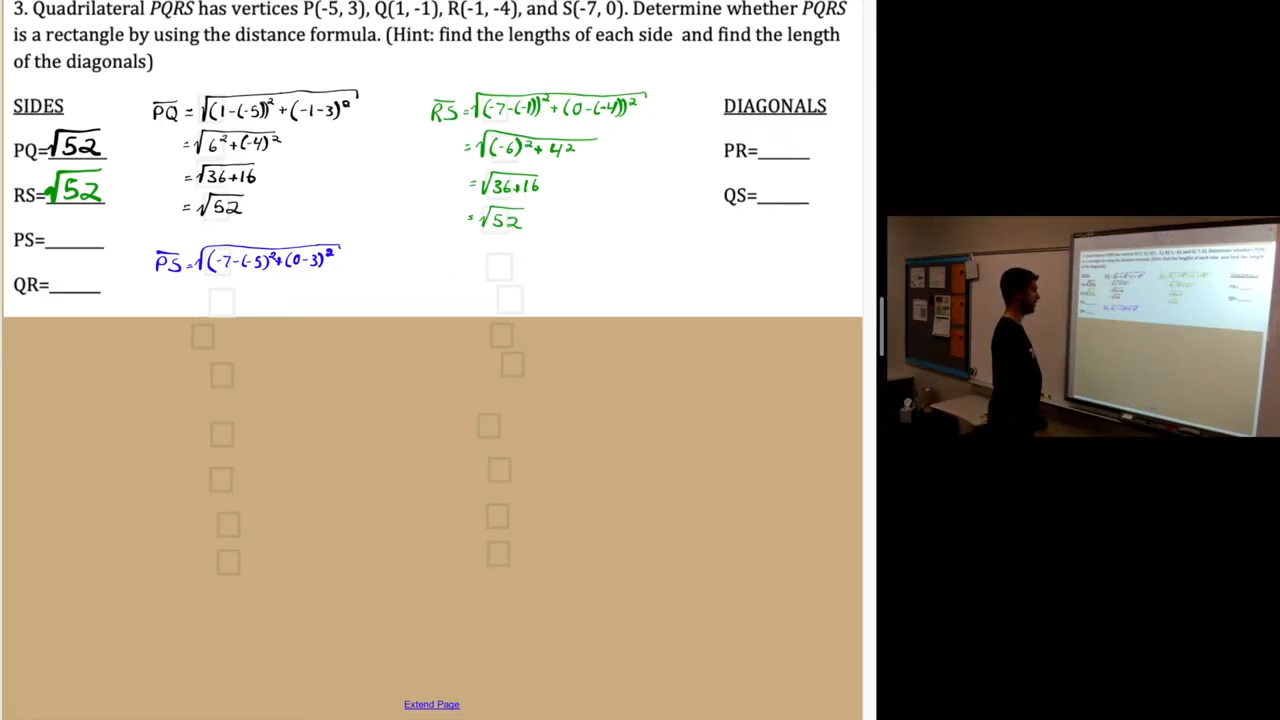 3. Quadrilateral PQRS has vertices P(-5, 3), Q(1, -1), R(-1, -4), and S(-7, 0). Determine whether PQRS
is a rectangle by using the distance formula. (Hint: find the lengths of each side and find the length
of the diagonals)
SIDES
PQ=√52
RS=√52
PS=______
QR=______
PQ = √(1-(-5))²+(-1-3)²
= √6²+(-4)²
= √36+16
= √52
PS = √(-7-(-5)²+(0-3)²
RS = √(-7-(-1))²+(0-(-4))²
= √(-6)²+4²
= √36+16
= √52
DIAGONALS
PR=______
QS=______
Extend Page